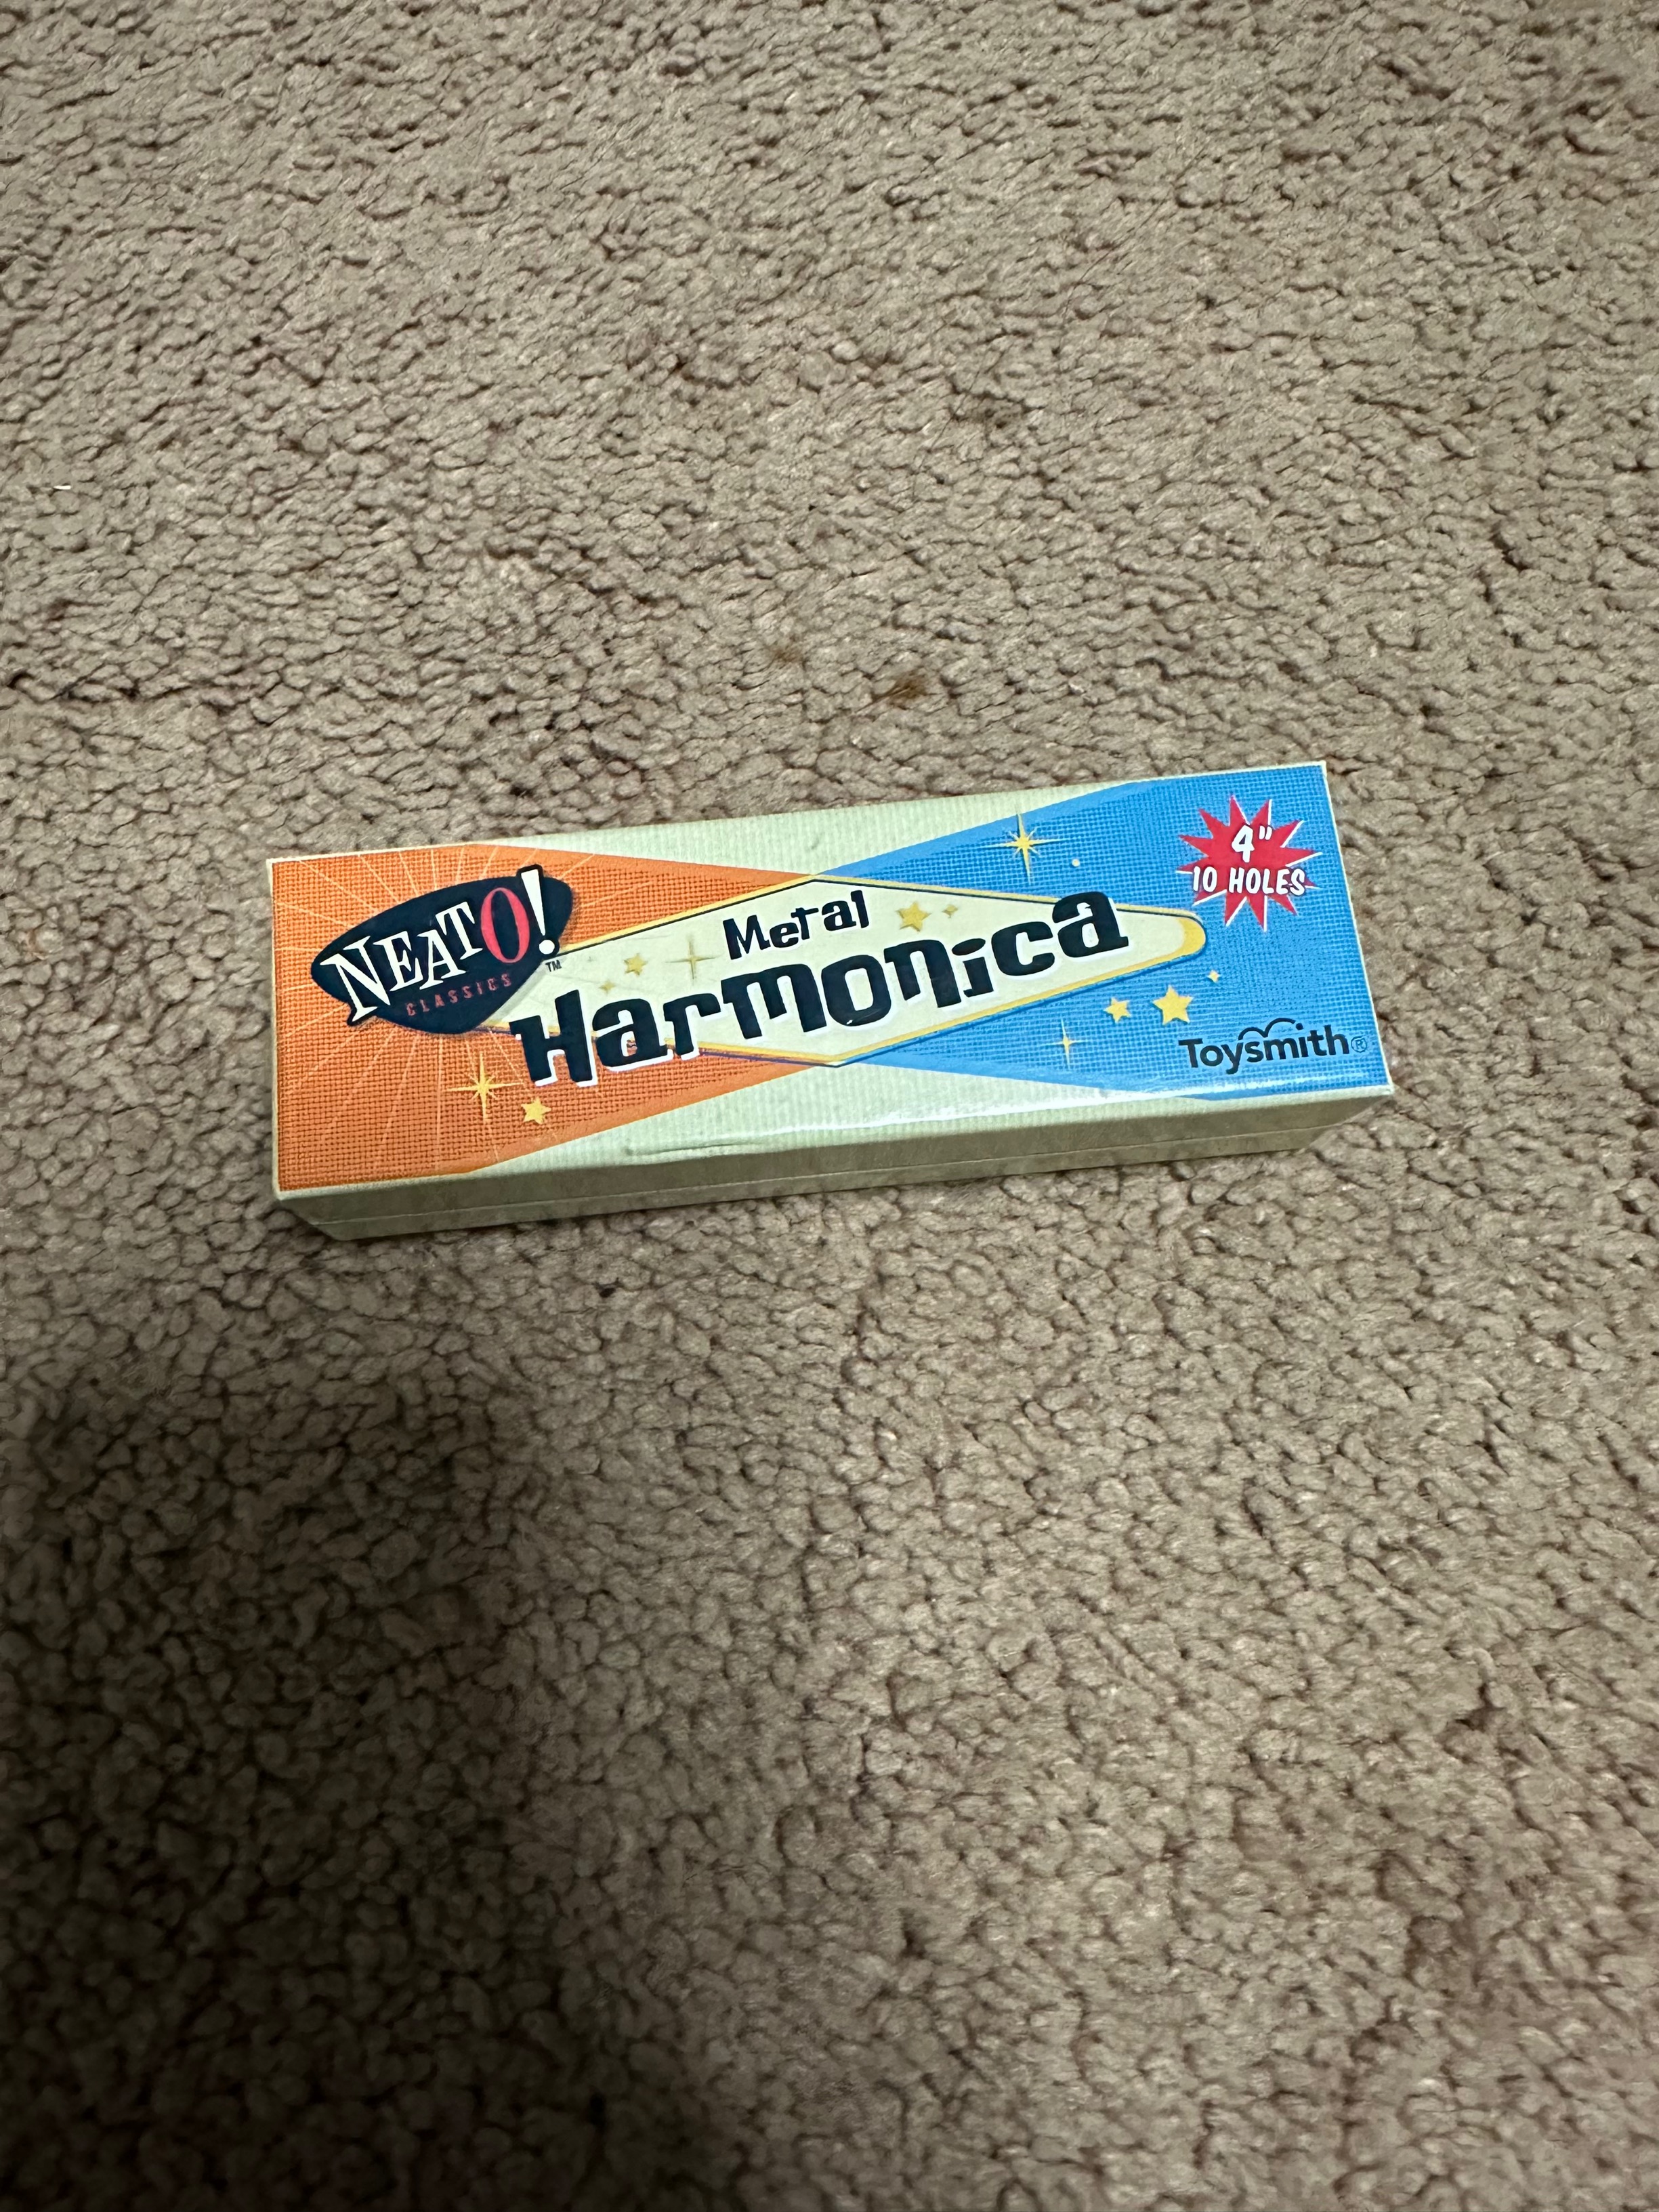 NEATO!™
CLASSICS
Metal
Harmonica
4"
10 HOLES
Toysmith®